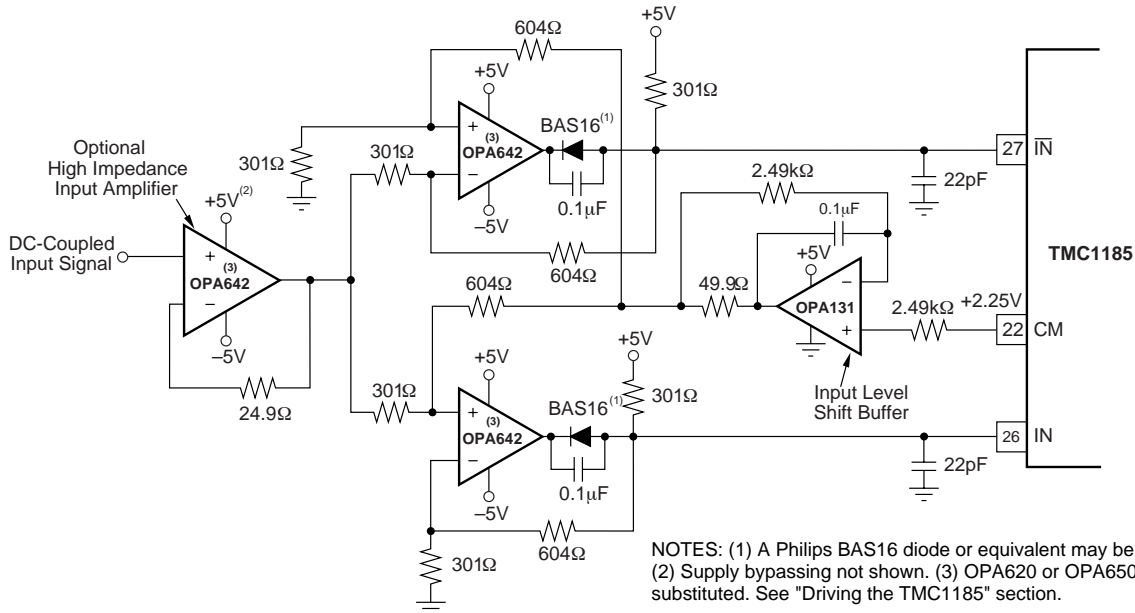 +5V
604Ω
+5V
301Ω
BAS16(1)
+
(3)
OPA642
–
–5V
0.1µF
301Ω
301Ω
604Ω
27 IN
22pF
Optional
High Impedance
Input Amplifier
+5V(2)
DC-Coupled
Input Signal
+
(3)
OPA642
–
–5V
24.9Ω
2.49kΩ
0.1µF
+5V
604Ω
49.9Ω
–
OPA131
+
2.49kΩ
+2.25V
22 CM
TMC1185
Input Level
Shift Buffer
+5V
+5V
301Ω
301Ω
BAS16(1)
+
(3)
OPA642
–
–5V
0.1µF
26 IN
22pF
301Ω
604Ω
NOTES: (1) A Philips BAS16 diode or equivalent may be
(2) Supply bypassing not shown. (3) OPA620 or OPA650
substituted. See "Driving the TMC1185" section.